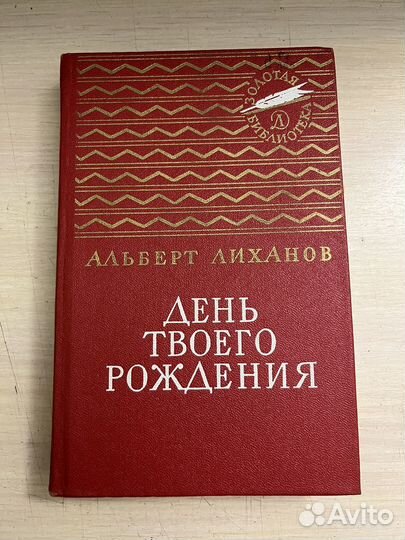 ЗОЛОТАЯ
БИБЛИОТЕКА
Д
АЛЬБЕРТ ЛИХАНОВ
ДЕНЬ
ТВОЕГО
РОЖДЕНИЯ
Avito